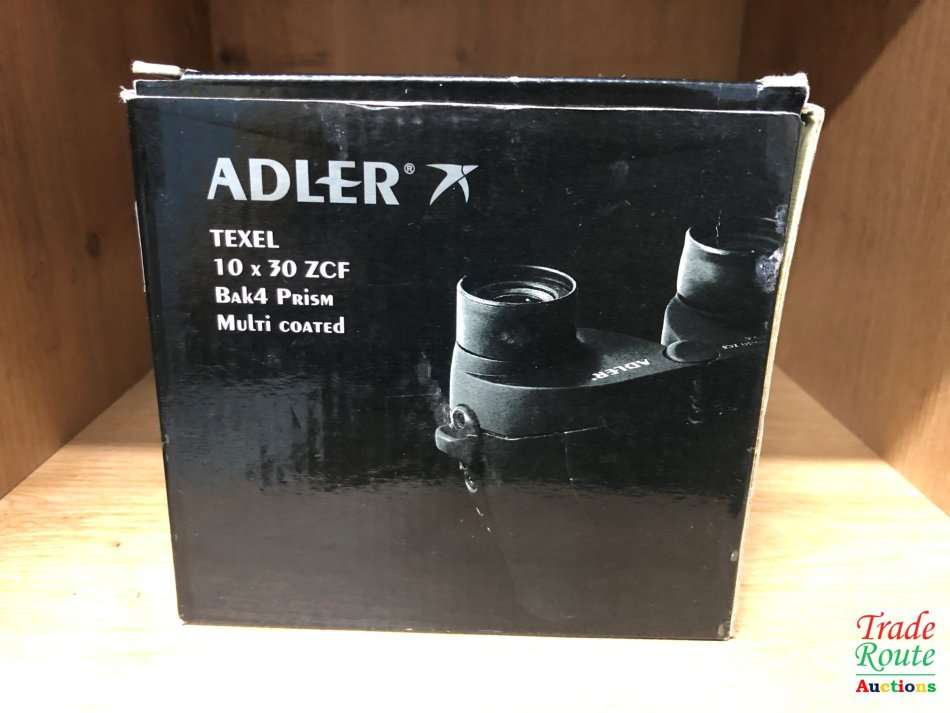 ADLER®
TEXEL
10 x 30 ZCF
Bak4 Prism
Multi coated
ADLER®
Trade
Route
Auctions